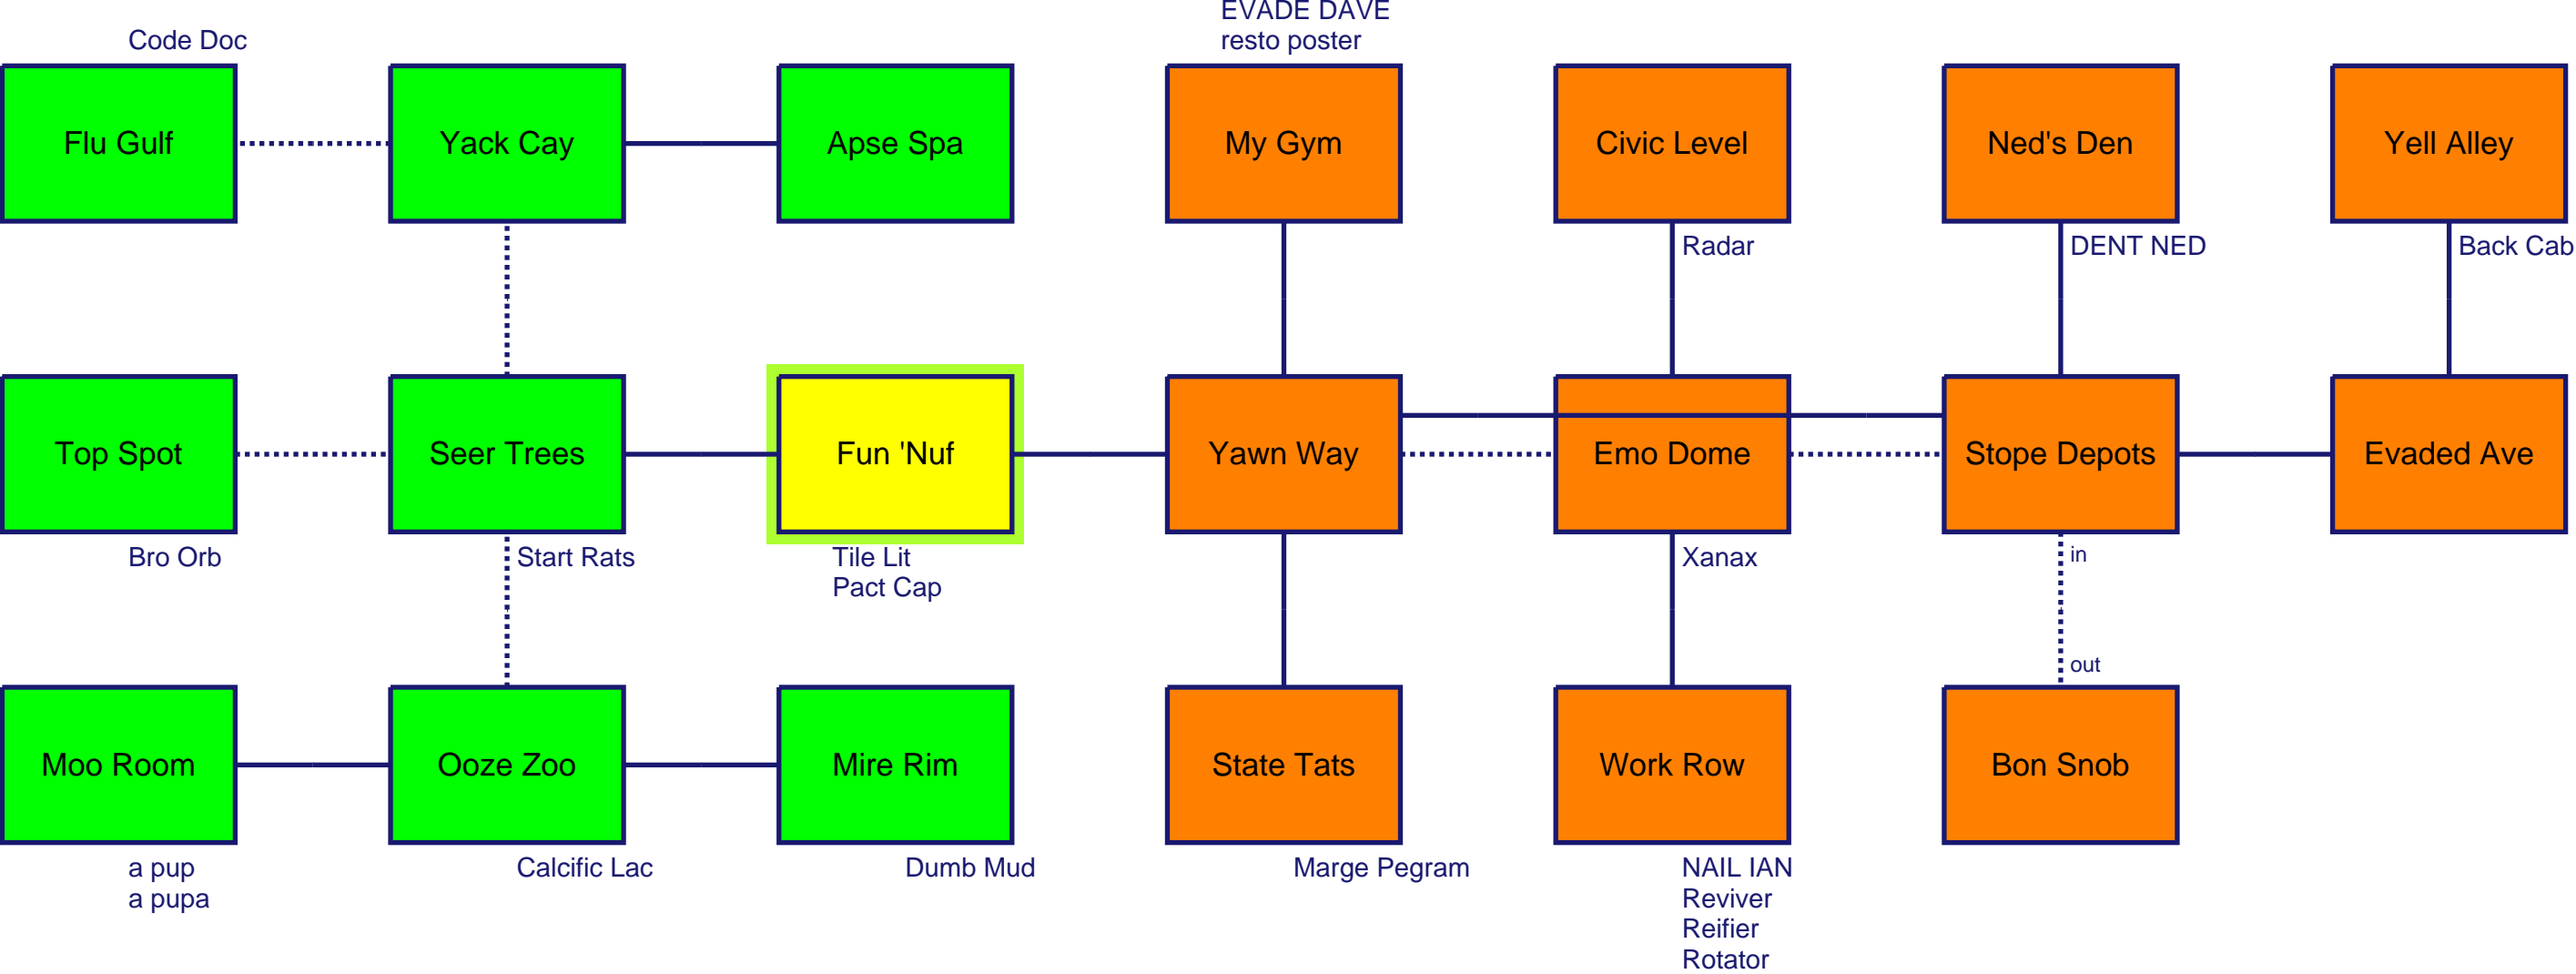 EVADE DAVE
Code Doc
resto poster
Flu Gulf
Yack Cay
Apse Spa
My Gym
Civic Level
Ned's Den
Yell Alley
Radar
DENT NED
Back Cab
Top Spot
Seer Trees
Fun 'Nuf
Yawn Way
Emo Dome
Stope Depots
Evaded Ave
Bro Orb
Start Rats
Tile Lit
Pact Cap
Xanax
in
out
Moo Room
Ooze Zoo
Mire Rim
State Tats
Work Row
Bon Snob
a pup
a pupa
Calcific Lac
Dumb Mud
Marge Pegram
NAIL IAN
Reviver
Reifier
Rotator